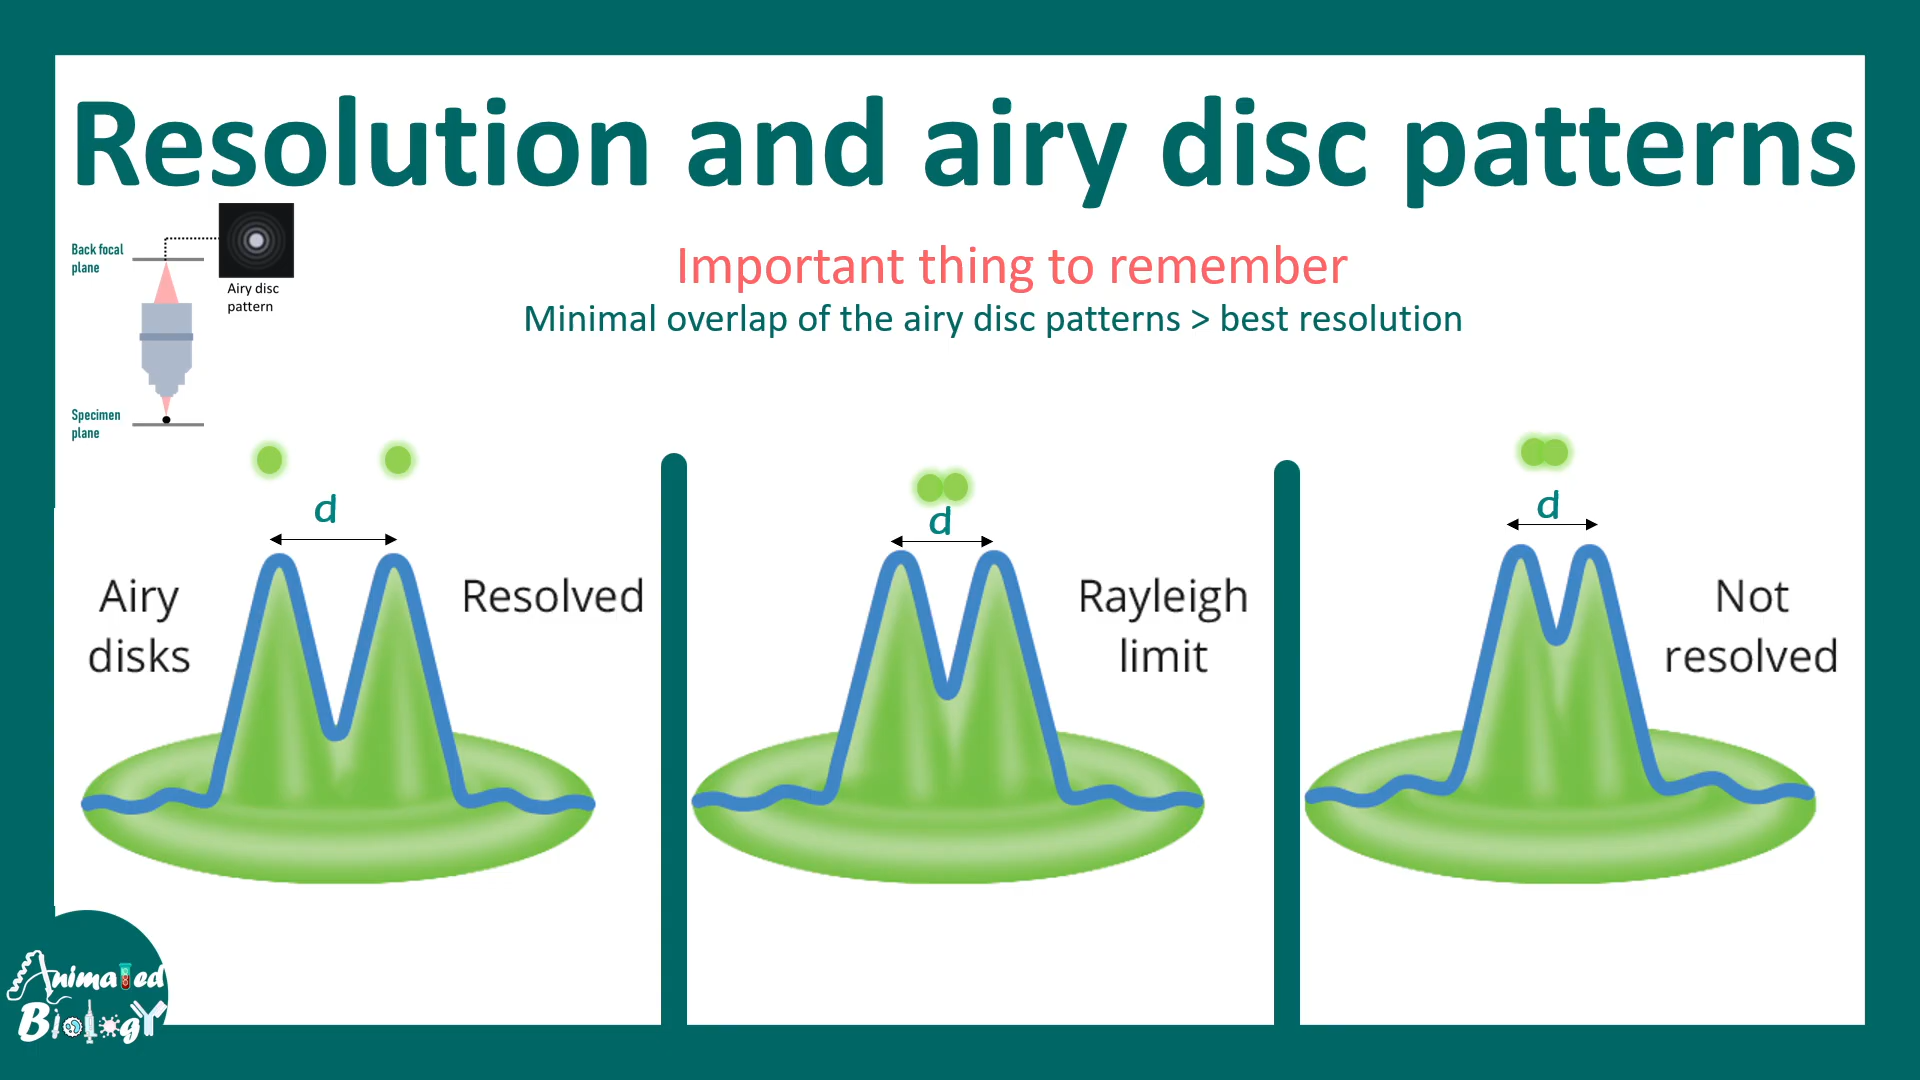 Resolution and airy disc patterns
Back focal
plane
Airy disc
pattern
Specimen
plane
Important thing to remember
Minimal overlap of the airy disc patterns > best resolution
d
Airy
disks
Resolved
d
Rayleigh
limit
d
Not
resolved
Animated
Biology